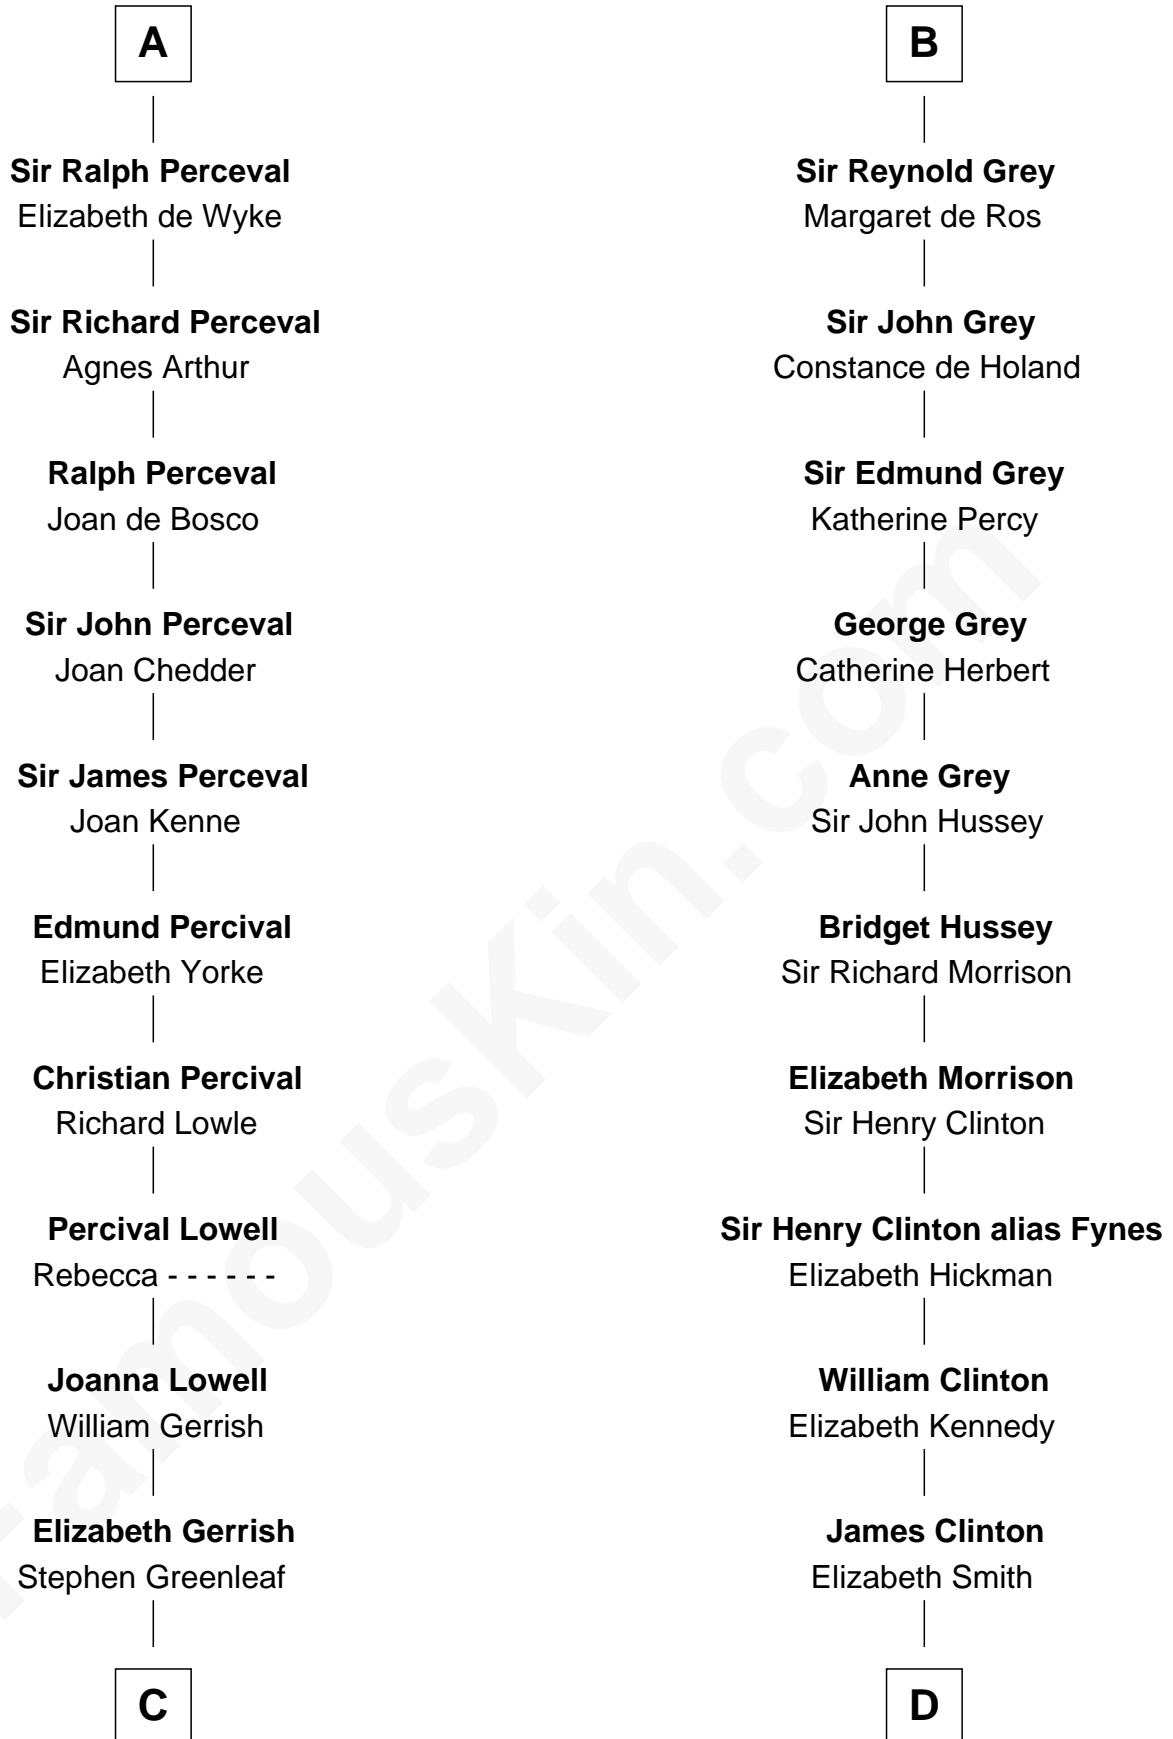 A
Sir Ralph Perceval
Elizabeth de Wyke
Sir Richard Perceval
Agnes Arthur
Ralph Perceval
Joan de Bosco
Sir John Perceval
Joan Chedder
Sir James Perceval
Joan Kenne
Edmund Percival
Elizabeth Yorke
Christian Percival
Richard Lowle
Percival Lowell
Rebecca - - - - - -
Joanna Lowell
William Gerrish
Elizabeth Gerrish
Stephen Greenleaf
C
B
Sir Reynold Grey
Margaret de Ros
Sir John Grey
Constance de Holand
Sir Edmund Grey
Katherine Percy
George Grey
Catherine Herbert
Anne Grey
Sir John Hussey
Bridget Hussey
Sir Richard Morrison
Elizabeth Morrison
Sir Henry Clinton
Sir Henry Clinton alias Fynes
Elizabeth Hickman
William Clinton
Elizabeth Kennedy
James Clinton
Elizabeth Smith
D
FamousKin.com